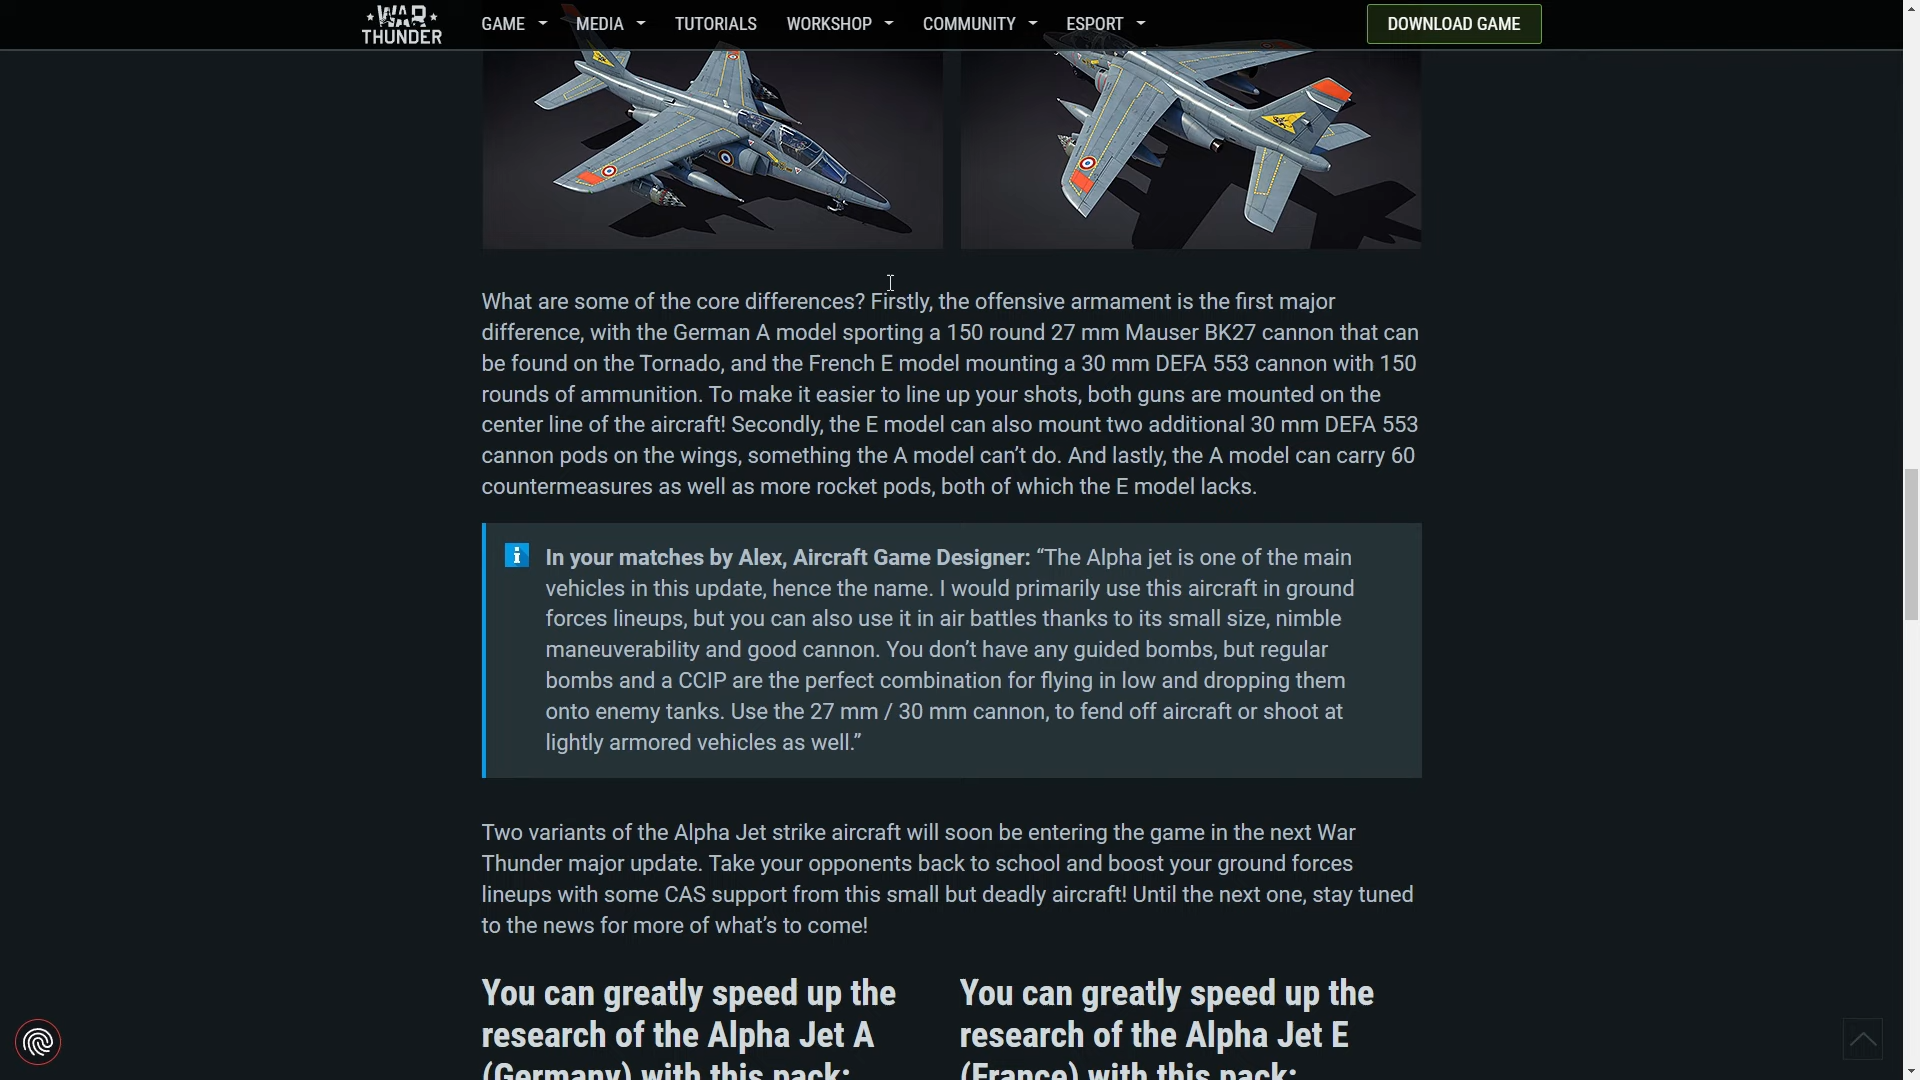 WAR
THUNDER
GAME MEDIA TUTORIALS WORKSHOP COMMUNITY ESPORT DOWNLOAD GAME
What are some of the core differences? Firstly, the offensive armament is the first major
difference, with the German A model sporting a 150 round 27 mm Mauser BK27 cannon that can
be found on the Tornado, and the French E model mounting a 30 mm DEFA 553 cannon with 150
rounds of ammunition. To make it easier to line up your shots, both guns are mounted on the
center line of the aircraft! Secondly, the E model can also mount two additional 30 mm DEFA 553
cannon pods on the wings, something the A model can’t do. And lastly, the A model can carry 60
countermeasures as well as more rocket pods, both of which the E model lacks.
In your matches by Alex, Aircraft Game Designer: “The Alpha jet is one of the main
vehicles in this update, hence the name. I would primarily use this aircraft in ground
forces lineups, but you can also use it in air battles thanks to its small size, nimble
maneuverability and good cannon. You don’t have any guided bombs, but regular
bombs and a CCIP are the perfect combination for flying in low and dropping them
onto enemy tanks. Use the 27 mm / 30 mm cannon, to fend off aircraft or shoot at
lightly armored vehicles as well.”
Two variants of the Alpha Jet strike aircraft will soon be entering the game in the next War
Thunder major update. Take your opponents back to school and boost your ground forces
lineups with some CAS support from this small but deadly aircraft! Until the next one, stay tuned
to the news for more of what’s to come!
You can greatly speed up the
research of the Alpha Jet A
(Germany) with this pack:
You can greatly speed up the
research of the Alpha Jet E
(France) with this pack: